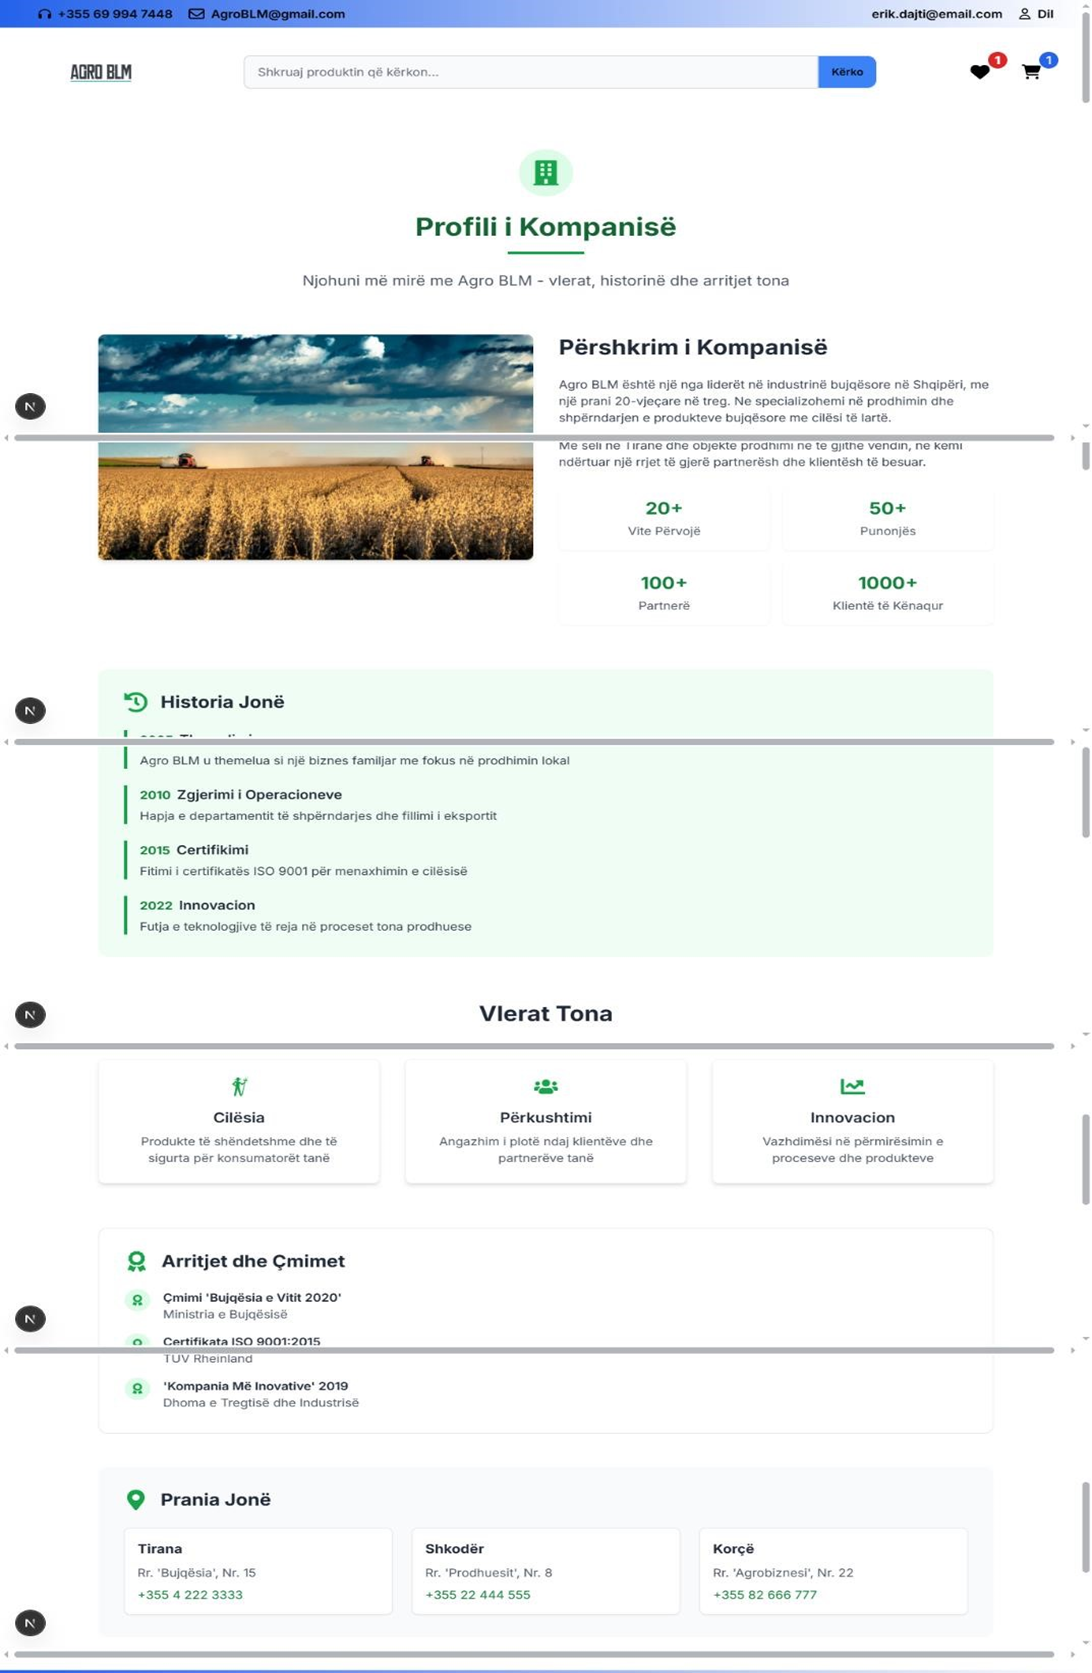 +355 69 994 7448 AgroBLM@gmail.com erik.dajti@email.com Dil
AGRO BLM
Shkruaj produktin që kërkon...
Kërko
1
1
Profili i Kompanisë
Njohuni më mirë me Agro BLM - vlerat, historinë dhe arritjet tona
Përshkrim i Kompanisë
Agro BLM është një nga liderët në industrinë bujqësore në Shqipëri, me
një prani 20-vjeçare në treg. Ne specializohemi në prodhimin dhe
shpërndarjen e produkteve bujqësore me cilësi të lartë.
Me seli në Tiranë dhe objekte prodhimi në të gjithë vendin, ne kemi
ndërtuar një rrjet të gjerë partnerësh dhe klientësh të besuar.
20+
Vite Përvojë
50+
Punonjës
100+
Partnerë
1000+
Klientë të Kënaqur
Historia Jonë
Agro BLM u themelua si një biznes familjar me fokus në prodhimin lokal
2010 Zgjerimi i Operacioneve
Hapja e departamentit të shpërndarjes dhe fillimi i eksportit
2015 Certifikimi
Fitimi i certifikatës ISO 9001 për menaxhimin e cilësisë
2022 Innovacion
Futja e teknologjive të reja në proceset tona prodhuese
Vlerat Tona
Cilësia
Produkte të shëndetshme dhe të
sigurta për konsumatorët tanë
Përkushtimi
Angazhim i plotë ndaj klientëve dhe
partnerëve tanë
Innovacion
Vazhdimësi në përmirësimin e
proceseve dhe produkteve
Arritjet dhe Çmimet
Çmimi 'Bujqësia e Vitit 2020'
Ministria e Bujqësisë
Certifikata ISO 9001:2015
TÜV Rheinland
'Kompania Më Inovative' 2019
Dhoma e Tregtisë dhe Industrisë
Prania Jonë
Tirana
Rr. 'Bujqësia', Nr. 15
+355 4 222 3333
Shkodër
Rr. 'Prodhuesit', Nr. 8
+355 22 444 555
Korçë
Rr. 'Agrobiznesi', Nr. 22
+355 82 666 777
N
N
N
N
N